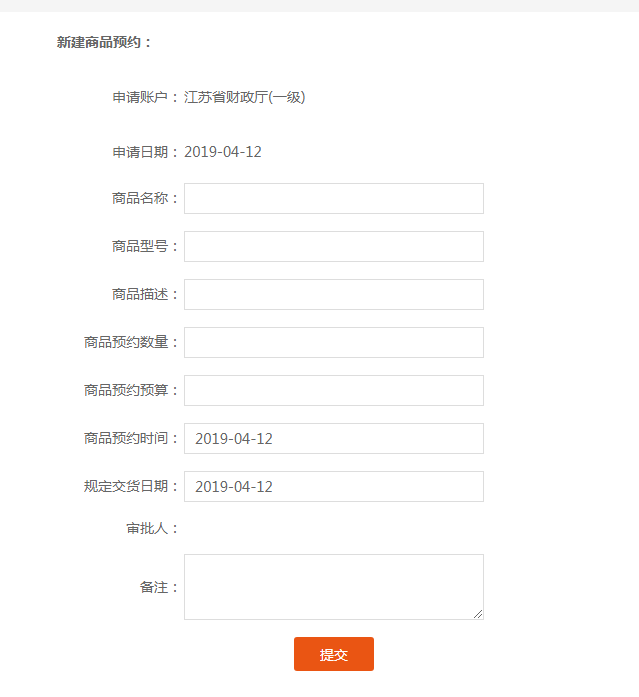 新建商品预约：
申请账户：江苏省财政厅(一级)
申请日期：2019-04-12
商品名称：
商品型号：
商品描述：
商品预约数量：
商品预约预算：
商品预约时间：2019-04-12
规定交货日期：2019-04-12
审批人：
备注：
提交